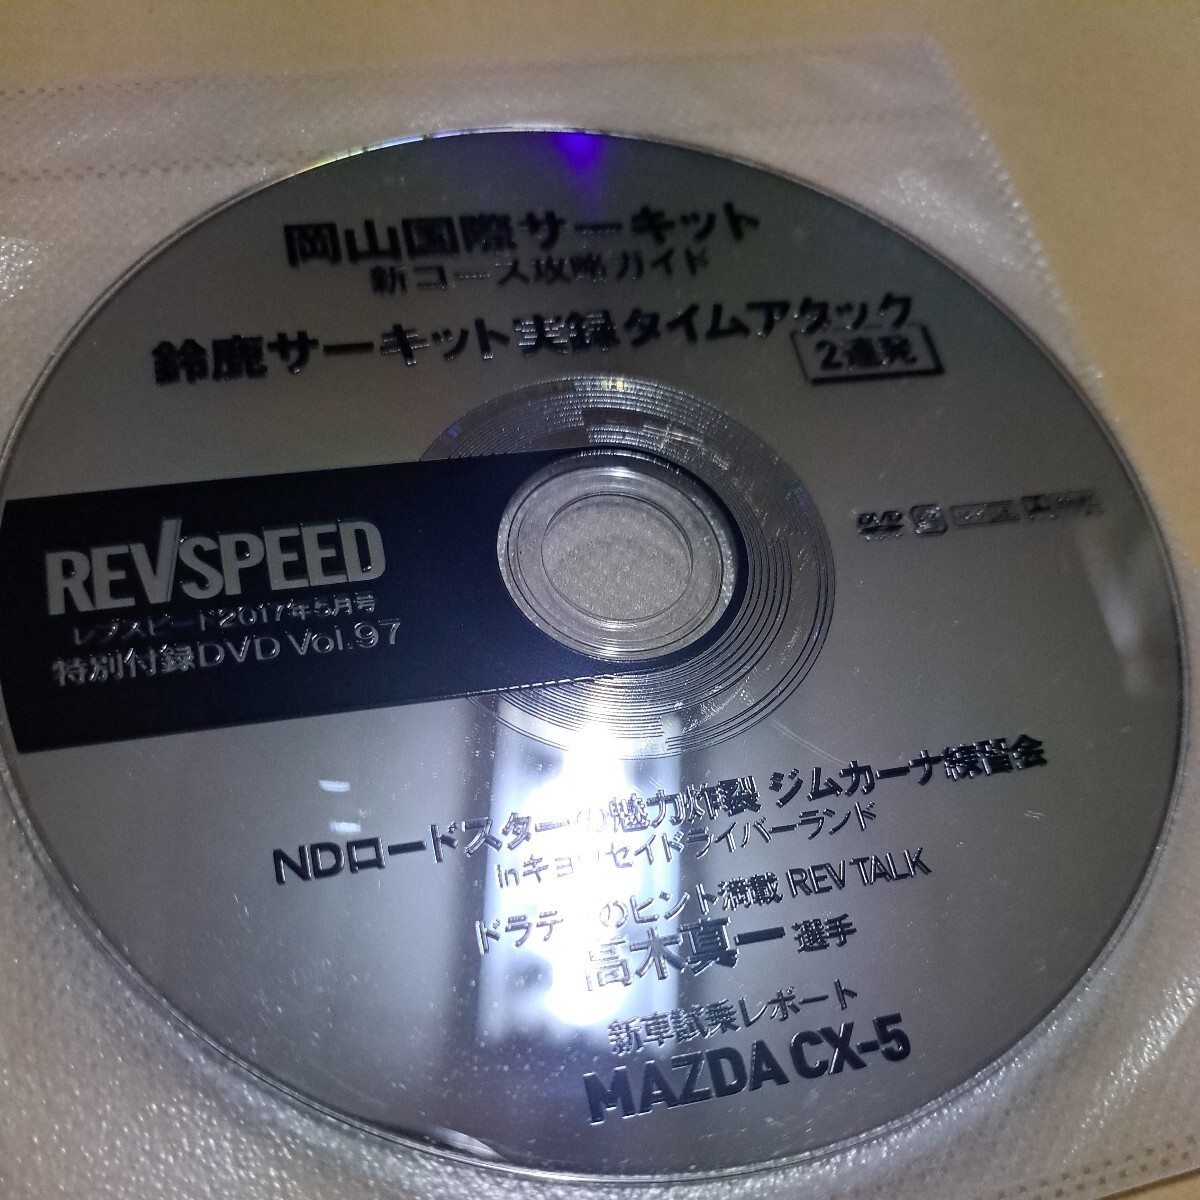 岡山国際サーキット
新コース攻略ガイド
鈴鹿サーキット実録タイムアタック
2連発
REVSPEED
レブスピード2017年5月号
特別付録DVD Vol.97
DVD
NDロードスターの魅力炸裂 ジムカーナ練習会
inキョウセイドライバーランド
ドラテクのヒント満載 REV TALK
高木真一 選手
新車試乗レポート
MAZDA CX-5